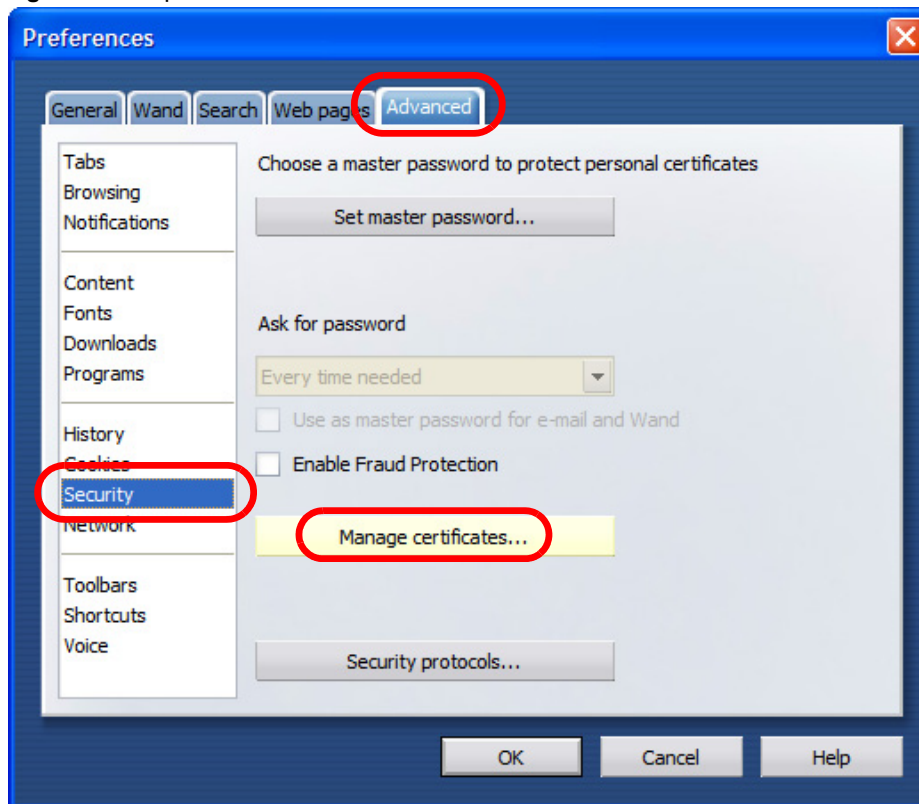 Preferences
General Wand Search Web pages Advanced
Tabs
Browsing
Notifications
Content
Fonts
Downloads
Programs
History
Cookies
Security
Network
Toolbars
Shortcuts
Voice
Choose a master password to protect personal certificates
Set master password...
Ask for password
Every time needed
Use as master password for e-mail and Wand
Enable Fraud Protection
Manage certificates...
Security protocols...
OK Cancel Help